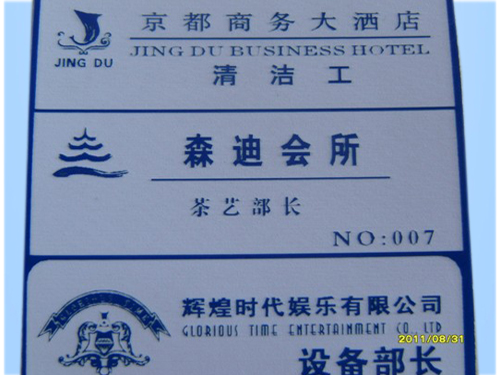 京都商务大酒店
JING DU BUSINESS HOTEL
JING DU
清洁工
森迪会所
茶艺部长
NO:007
辉煌时代娱乐有限公司
GLORIOUS TIME ENTERTAINMENT CO., LTD
设备部长
2011/08/31